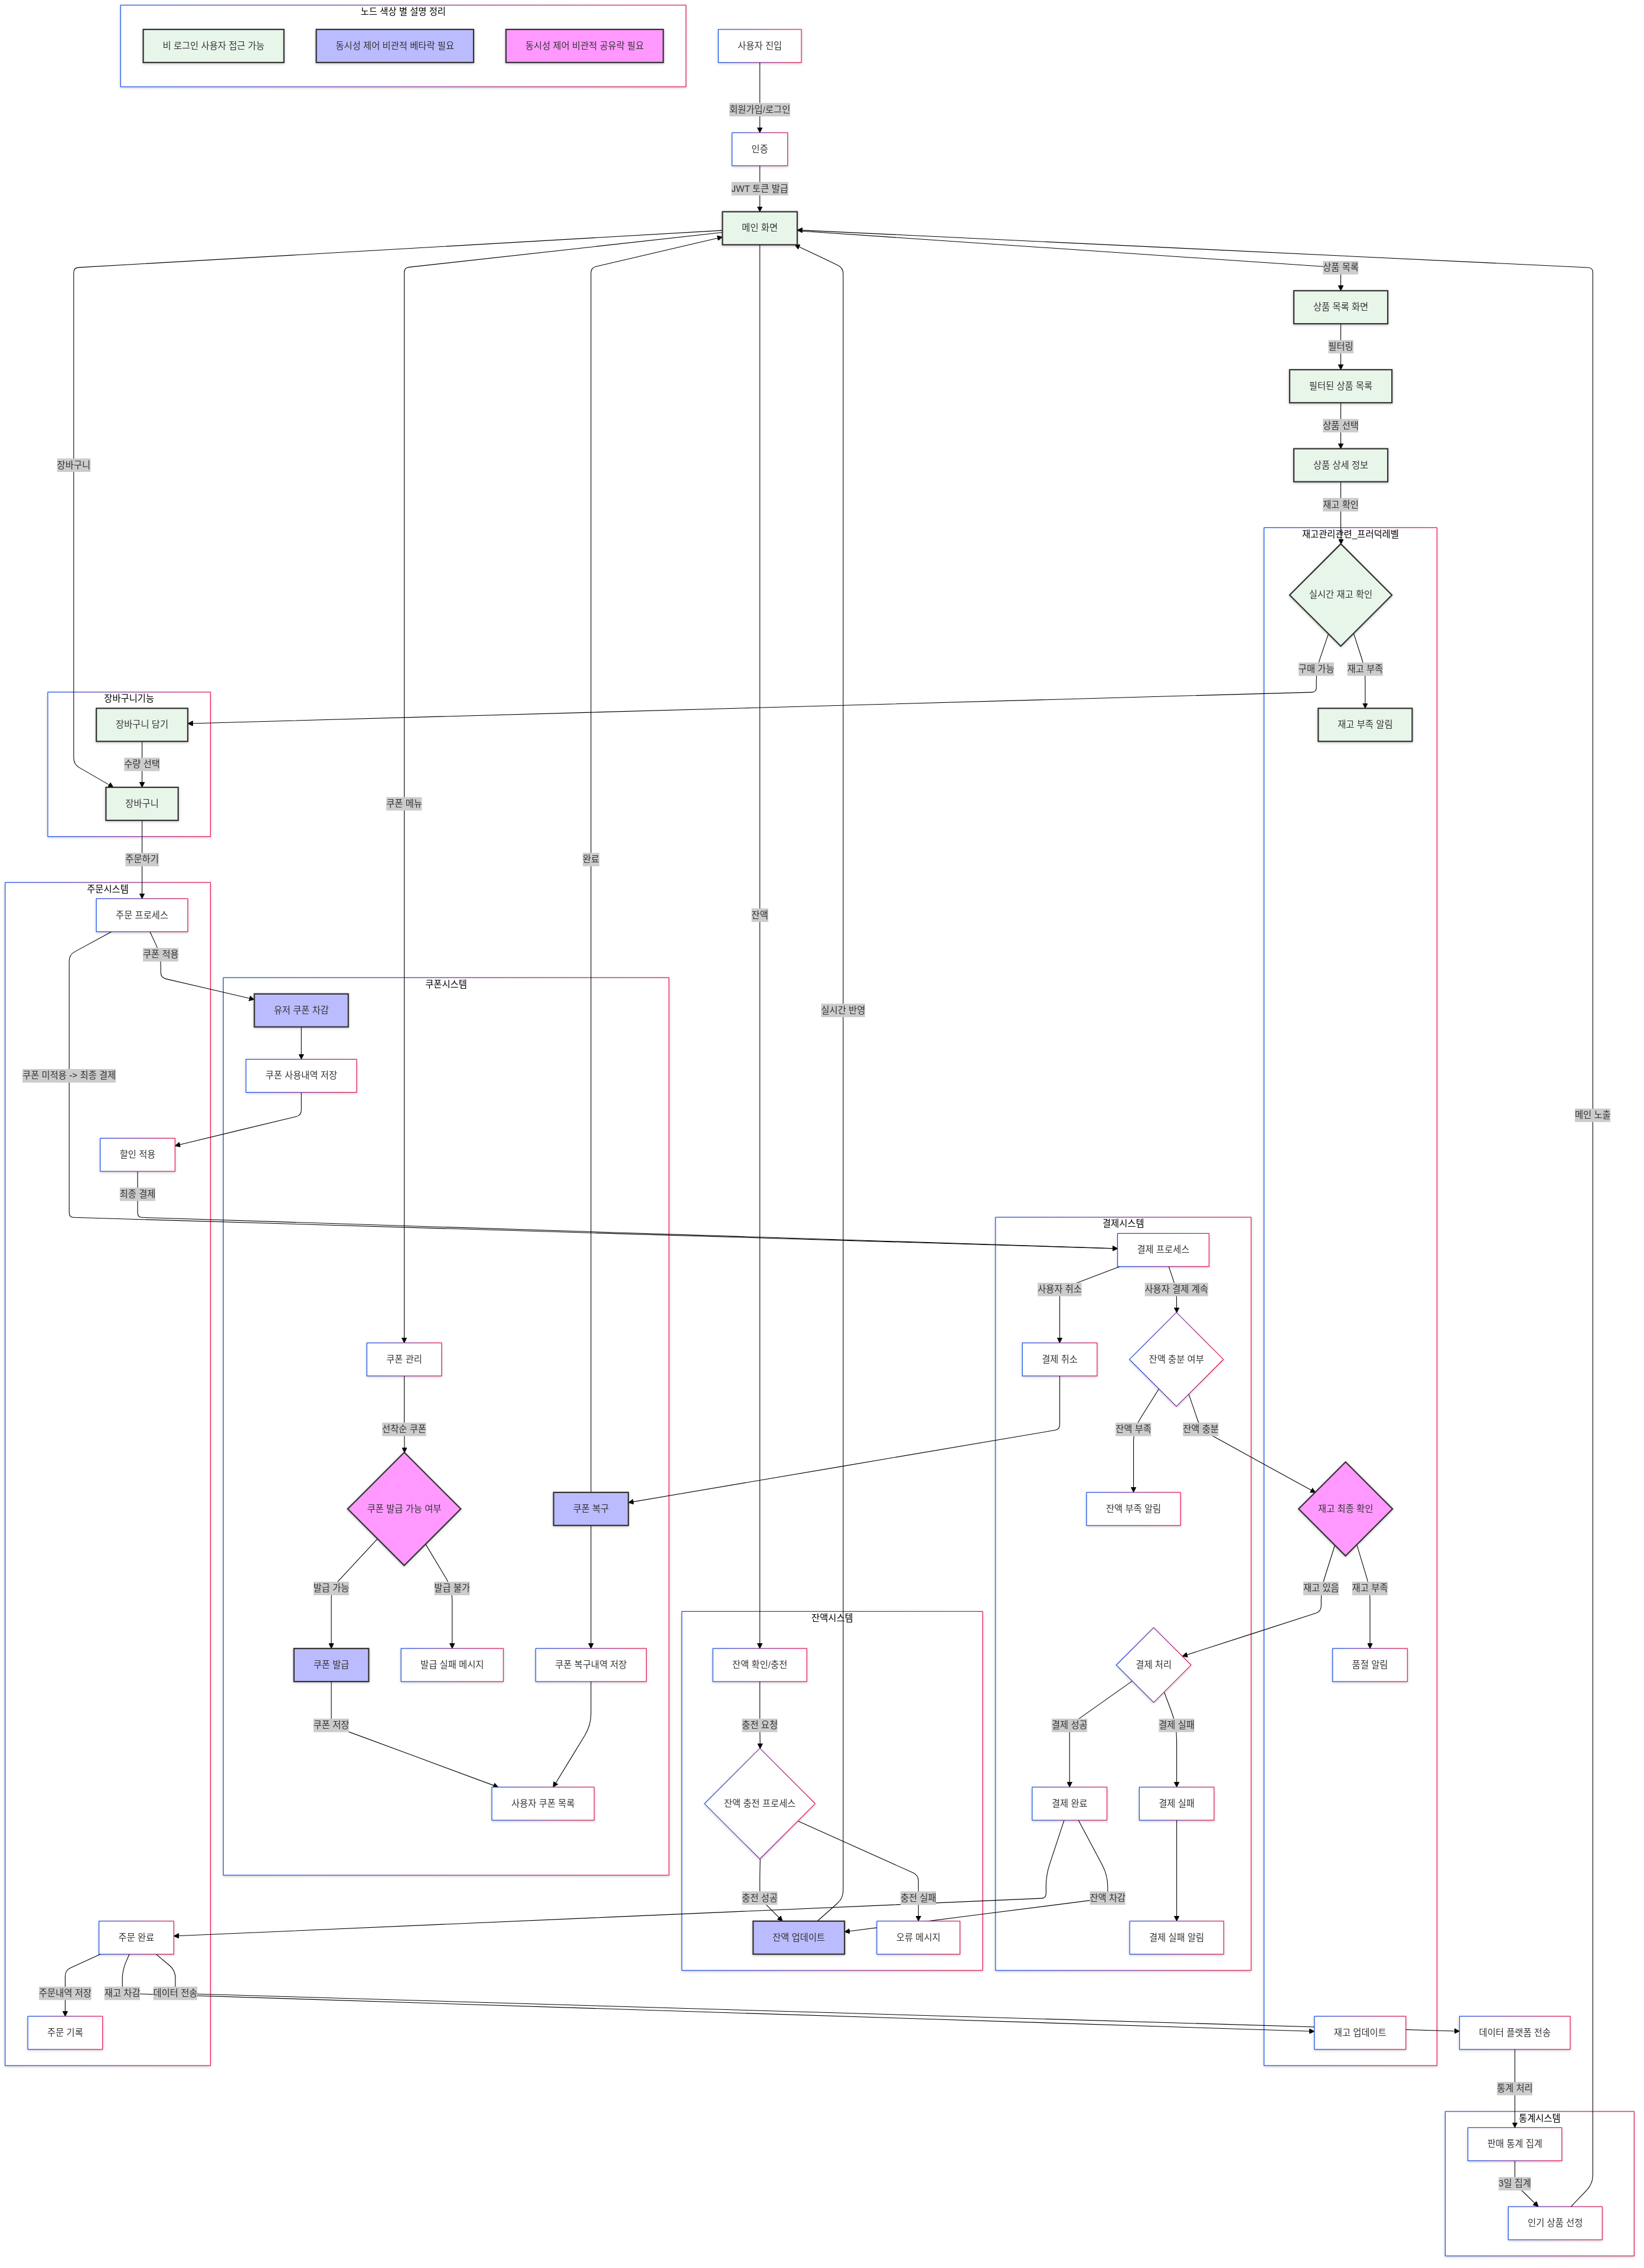 노드 색상 별 설명 정리
비 로그인 사용자 접근 가능
동시성 제어 비관적 베타락 필요
동시성 제어 비관적 공유락 필요
사용자 진입
회원가입/로그인
인증
JWT 토큰 발급
메인 화면
상품 목록
상품 목록 화면
필터링
필터된 상품 목록
상품 선택
장바구니
상품 상세 정보
재고 확인
재고관리관련_프러덕레벨
실시간 재고 확인
구매 가능
재고 부족
장바구니기능
장바구니 담기
재고 부족 알림
수량 선택
장바구니
쿠폰 메뉴
주문하기
완료
주문시스템
주문 프로세스
잔액
쿠폰 적용
쿠폰시스템
유저 쿠폰 차감
실시간 반영
쿠폰 미적용 -> 최종 결제
쿠폰 사용내역 저장
메인 노출
할인 적용
최종 결제
결제시스템
결제 프로세스
사용자 취소
사용자 결제 계속
쿠폰 관리
결제 취소
잔액 충분 여부
선착순 쿠폰
잔액 부족
잔액 충분
쿠폰 발급 가능 여부
쿠폰 복구
잔액 부족 알림
재고 최종 확인
발급 가능
발급 불가
재고 있음
재고 부족
잔액시스템
쿠폰 발급
발급 실패 메시지
쿠폰 복구내역 저장
잔액 확인/충전
결제 처리
품절 알림
쿠폰 저장
충전 요청
결제 성공
결제 실패
사용자 쿠폰 목록
잔액 충전 프로세스
결제 완료
결제 실패
충전 성공
충전 실패
잔액 차감
주문 완료
잔액 업데이트
오류 메시지
결제 실패 알림
주문내역 저장
재고 차감
데이터 전송
주문 기록
재고 업데이트
데이터 플랫폼 전송
통계 처리
통계시스템
판매 통계 집계
3일 집계
인기 상품 선정